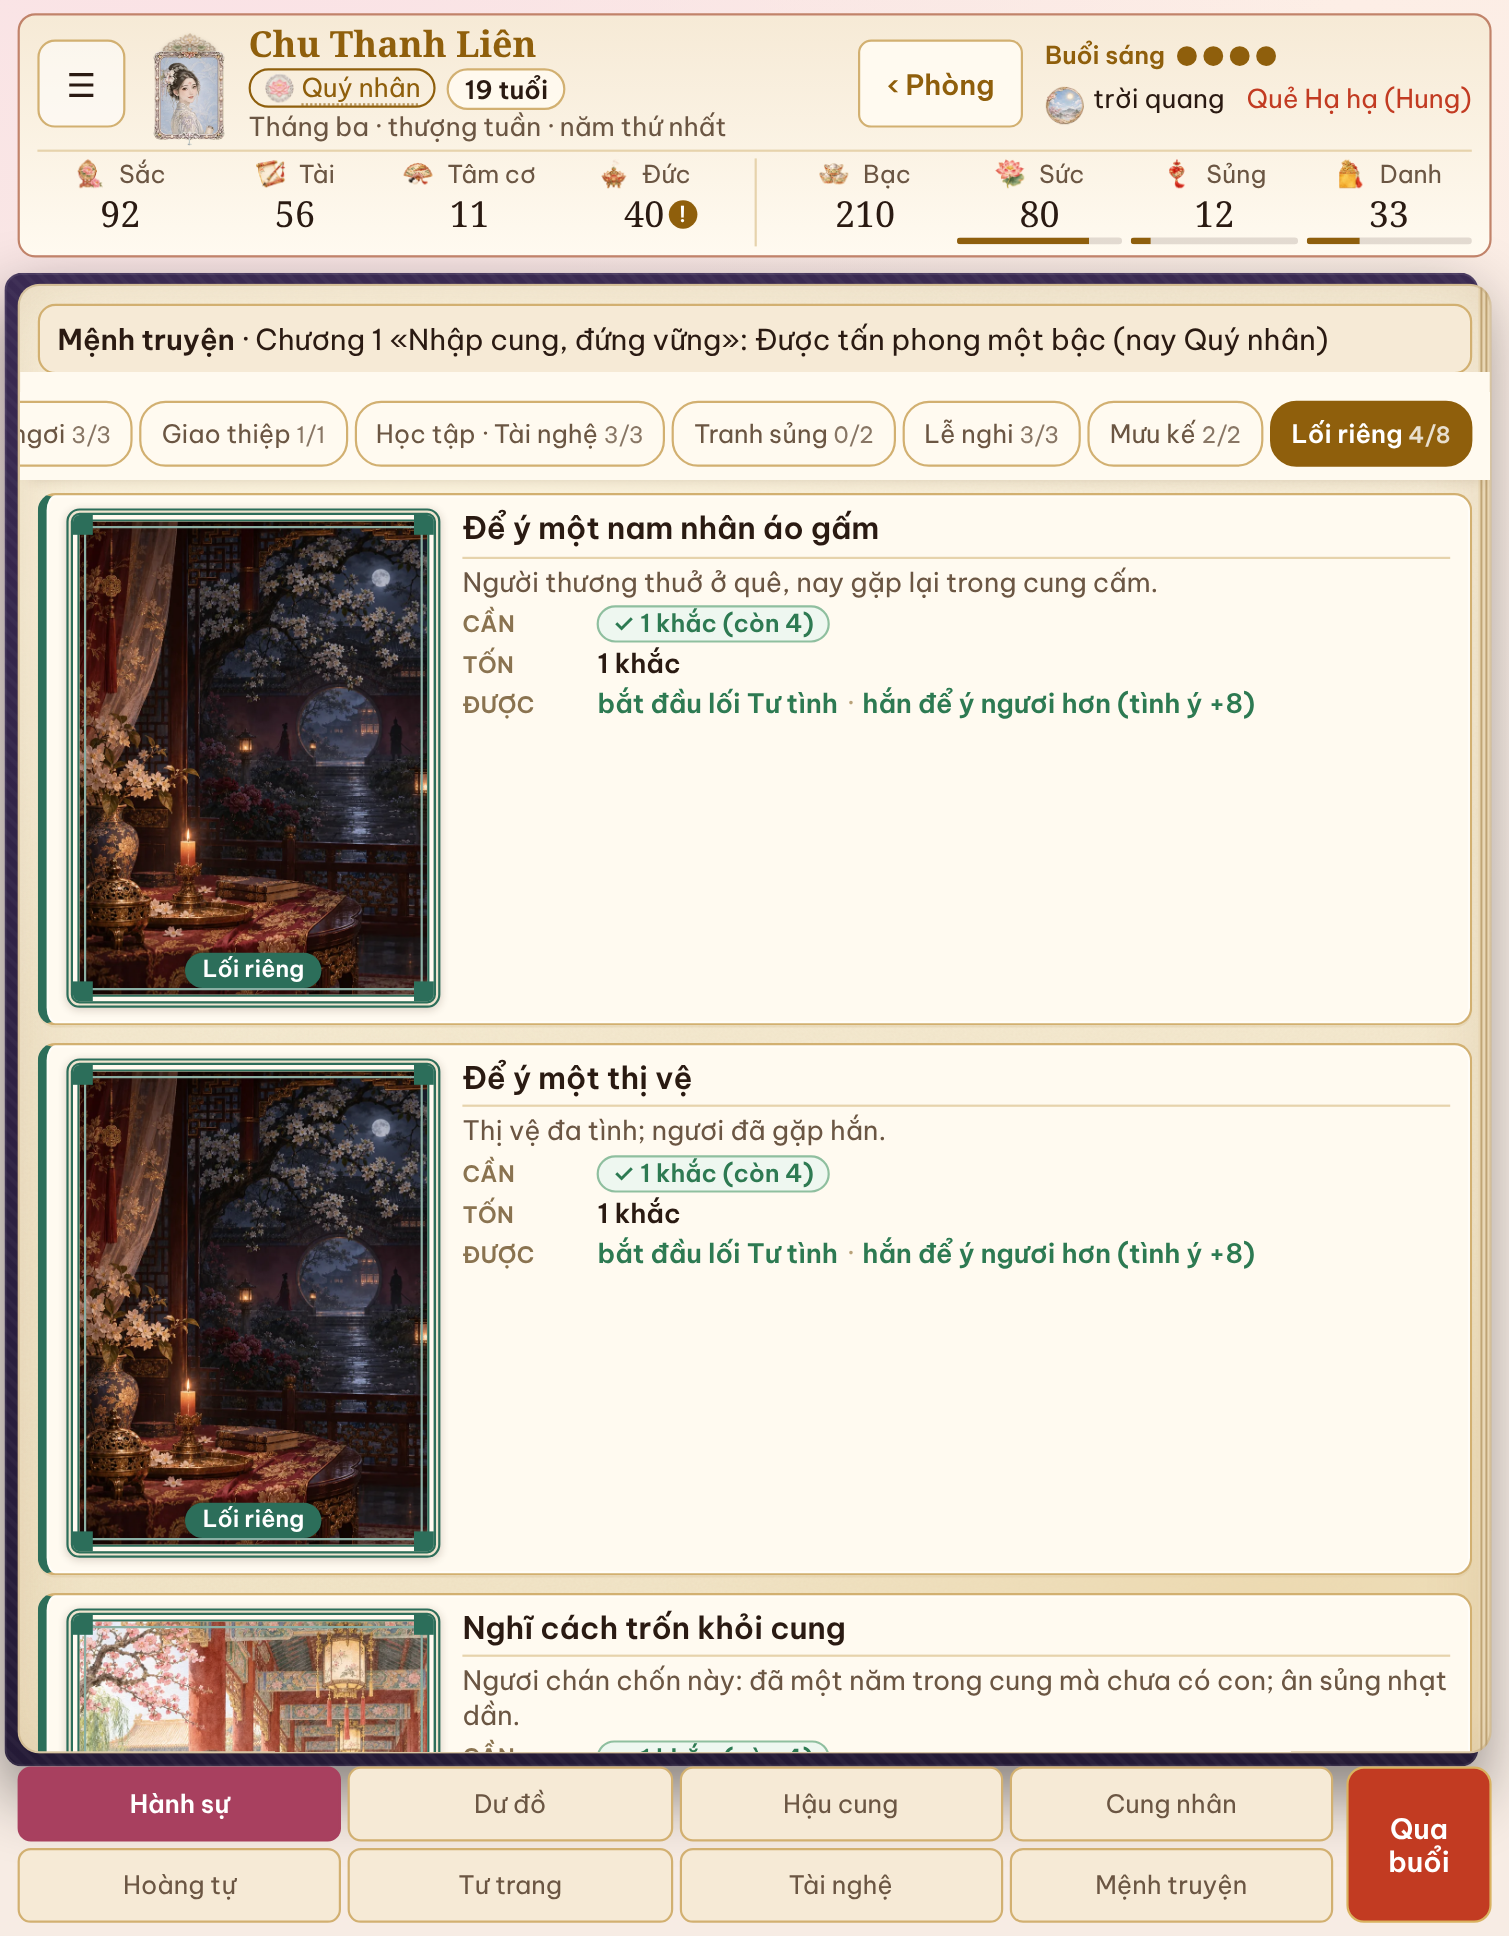 ☰
Chu Thanh Liên
Quý nhân
19 tuổi
Tháng ba · thượng tuần · năm thứ nhất
‹ Phòng
Buổi sáng
trời quang Quẻ Hạ hạ (Hung)
Sắc Tài Tâm cơ Đức Bạc Sức Sủng Danh
92 56 11 40 ! 210 80 12 33
Mệnh truyện · Chương 1 «Nhập cung, đứng vững»: Được tấn phong một bậc (nay Quý nhân)
ngơi 3/3 Giao thiệp 1/1 Học tập · Tài nghệ 3/3 Tranh sủng 0/2 Lễ nghi 3/3 Mưu kế 2/2 Lối riêng 4/8
Để ý một nam nhân áo gấm
Người thương thuở ở quê, nay gặp lại trong cung cấm.
CẦN ✓ 1 khắc (còn 4)
TỐN 1 khắc
ĐƯỢC bắt đầu lối Tư tình · hắn để ý ngươi hơn (tình ý +8)
Lối riêng
Để ý một thị vệ
Thị vệ đa tình; ngươi đã gặp hắn.
CẦN ✓ 1 khắc (còn 4)
TỐN 1 khắc
ĐƯỢC bắt đầu lối Tư tình · hắn để ý ngươi hơn (tình ý +8)
Lối riêng
Nghĩ cách trốn khỏi cung
Ngươi chán chốn này: đã một năm trong cung mà chưa có con; ân sủng nhạt
dần.
CẦN ✓ 1 khắc (còn 4)
Hành sự Dư đồ Hậu cung Cung nhân
Qua
buổi
Hoàng tự Tư trang Tài nghệ Mệnh truyện